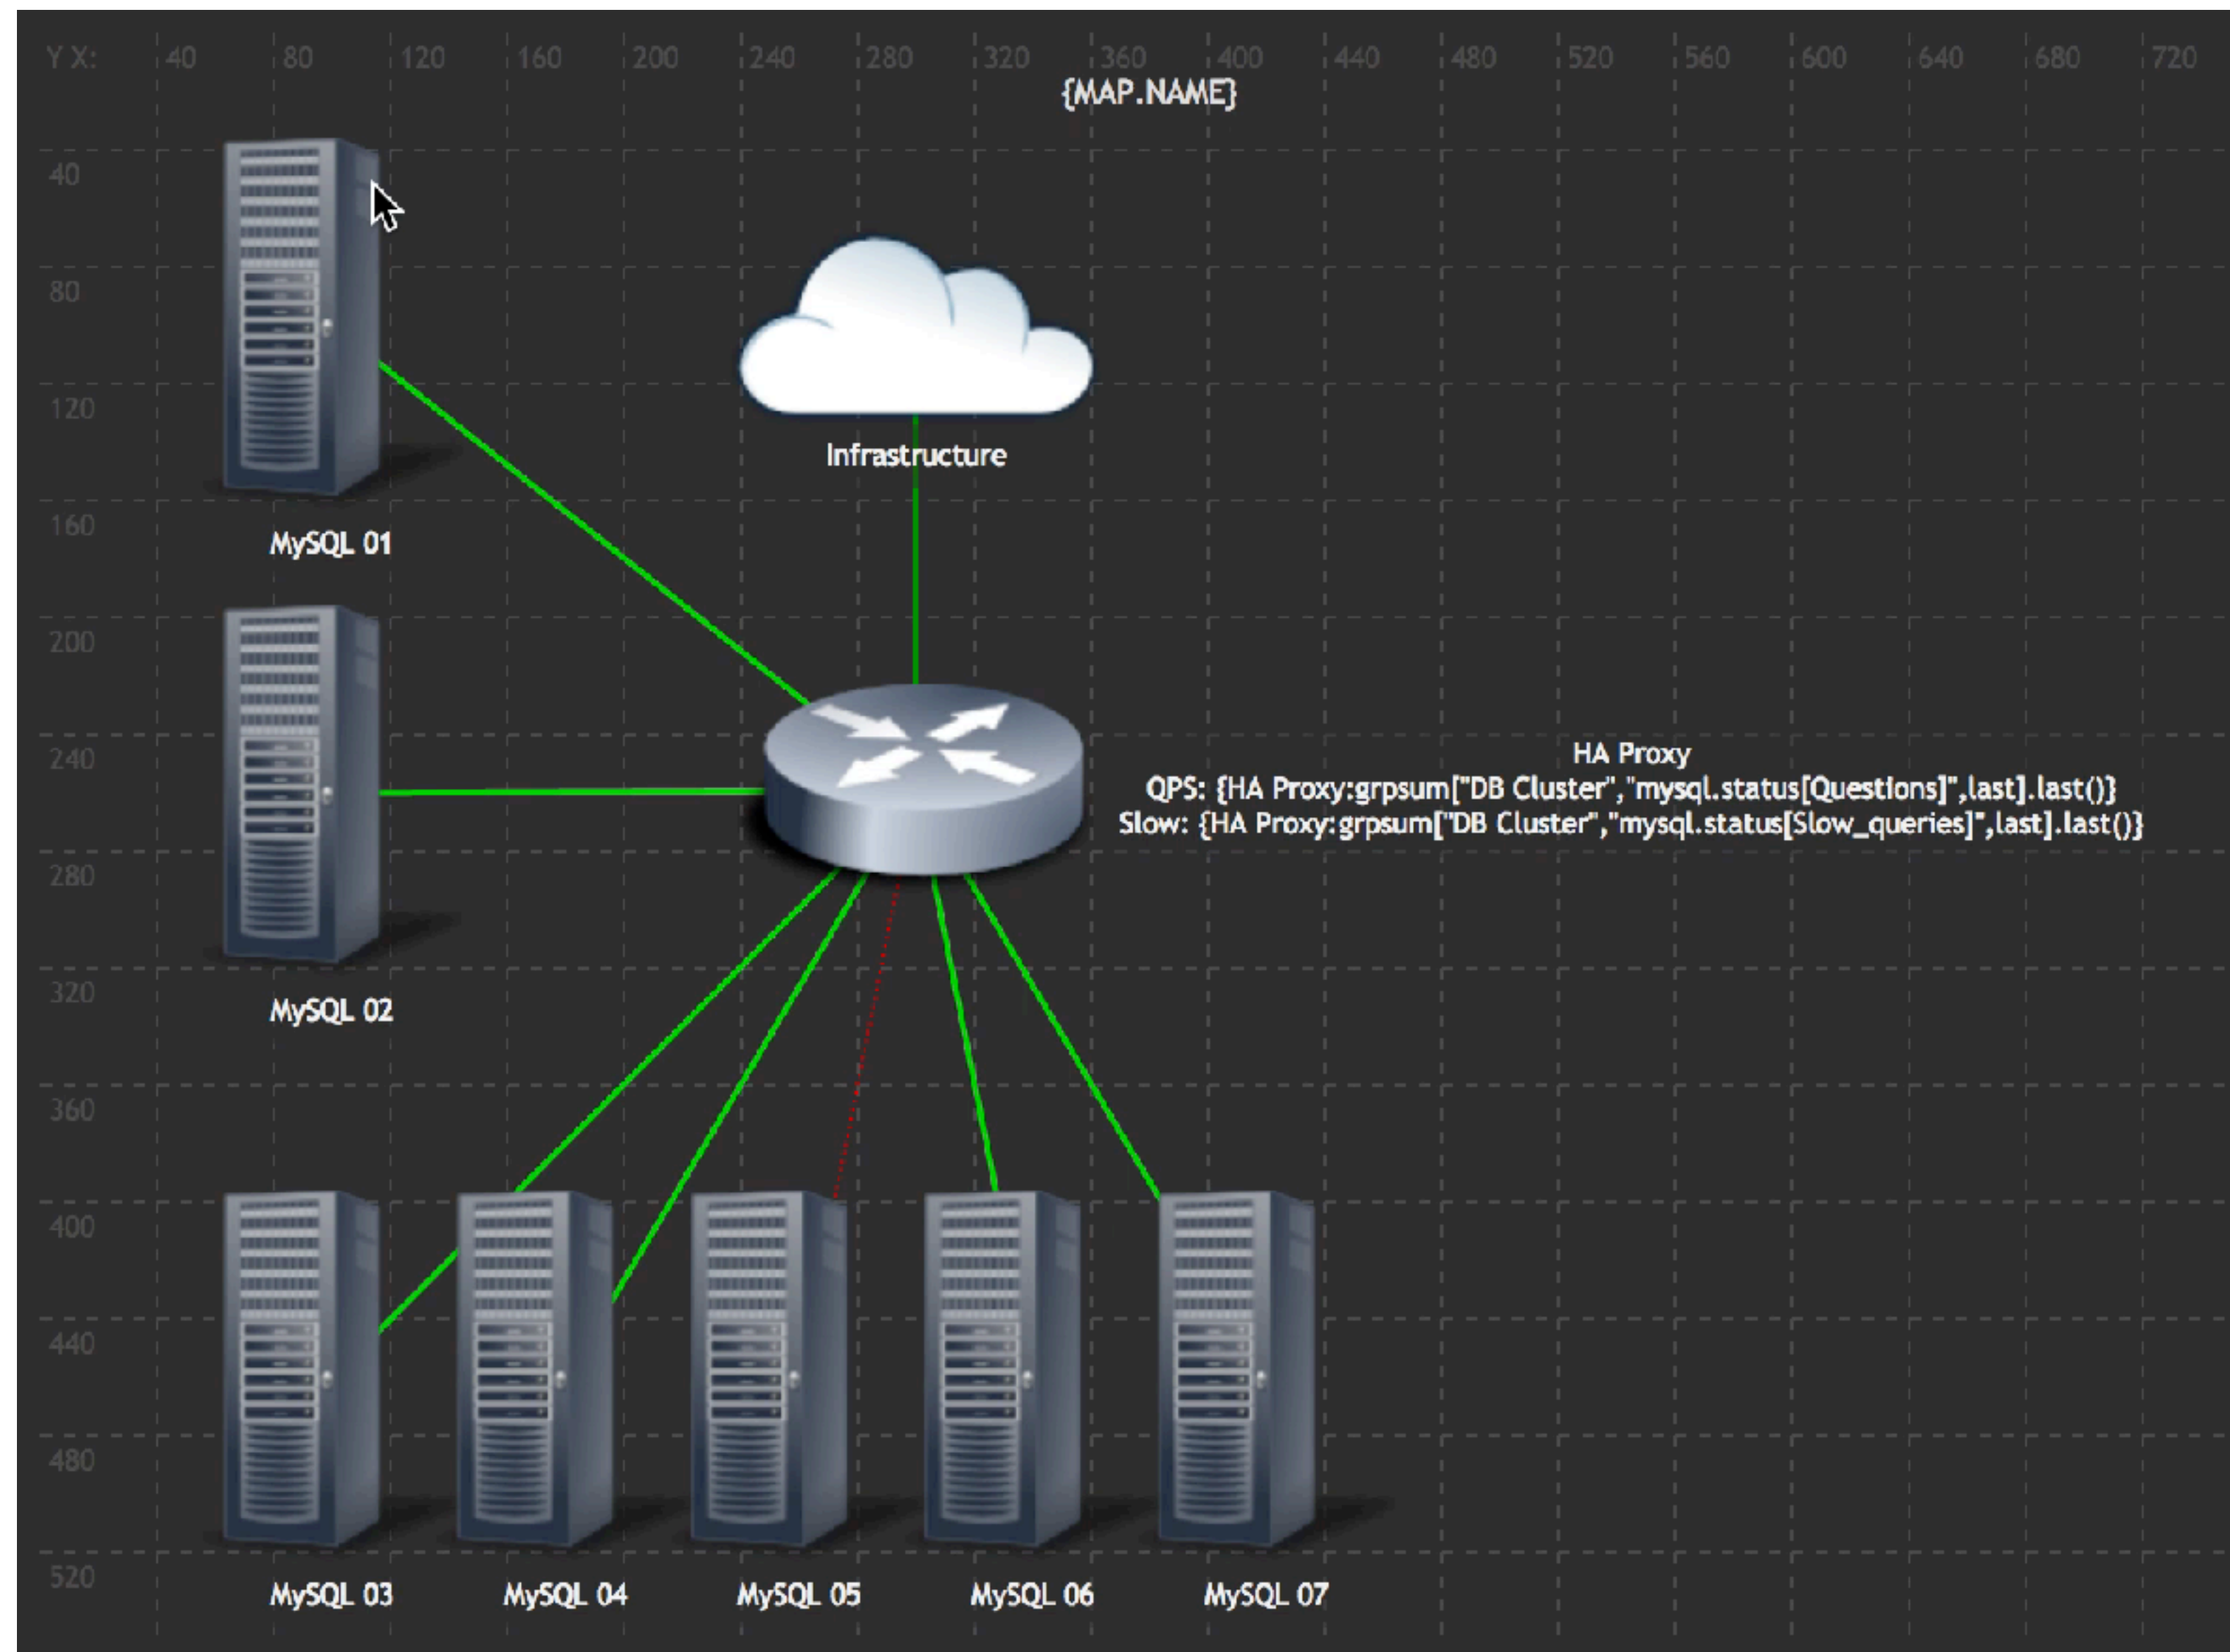 Y X: 40 80 120 160 200 240 280 320 360 400 440 480 520 560 600 640 680 720
{MAP.NAME}
40
80
120
Infrastructure
160
MySQL 01
200
240
HA Proxy
QPS: {HA Proxy:grpsum["DB Cluster","mysql.status[Questions]",last].last()}
Slow: {HA Proxy:grpsum["DB Cluster","mysql.status[Slow_queries]",last].last()}
280
320
MySQL 02
360
400
440
480
520
MySQL 03 MySQL 04 MySQL 05 MySQL 06 MySQL 07